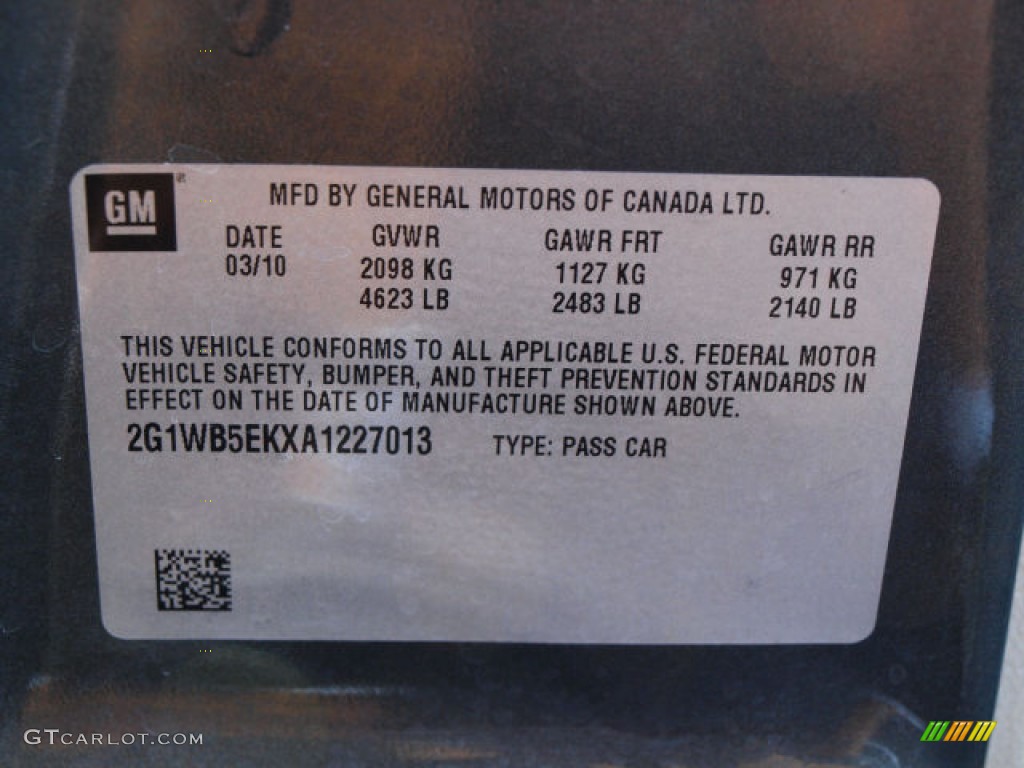 GM
MFD BY GENERAL MOTORS OF CANADA LTD.
DATE GVWR GAWR FRT GAWR RR
03/10 2098 KG 1127 KG 971 KG
4623 LB 2483 LB 2140 LB
THIS VEHICLE CONFORMS TO ALL APPLICABLE U.S. FEDERAL MOTOR
VEHICLE SAFETY, BUMPER, AND THEFT PREVENTION STANDARDS IN
EFFECT ON THE DATE OF MANUFACTURE SHOWN ABOVE.
2G1WB5EKXA1227013 TYPE: PASS CAR
GTCARLOT.COM